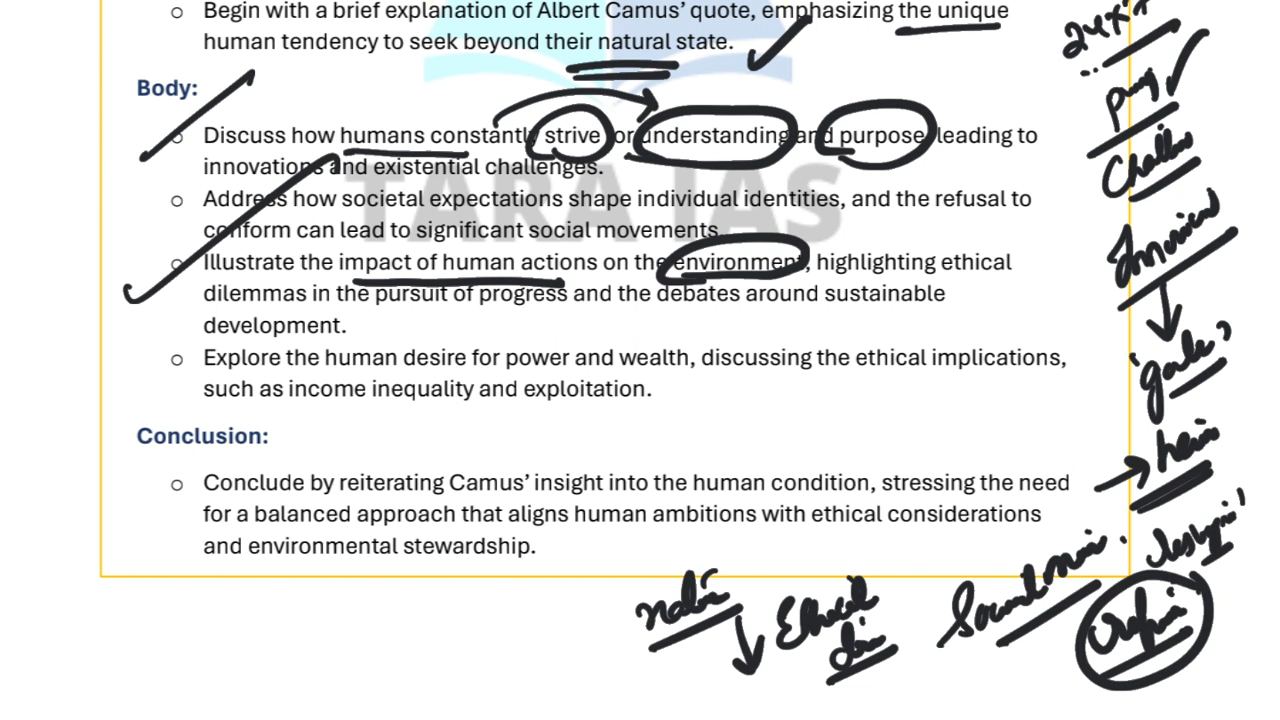 Begin with a brief explanation of Albert Camus’ quote, emphasizing the unique
human tendency to seek beyond their natural state.
Body:
Discuss how humans constantly strive for understanding and purpose, leading to
innovations and existential challenges.
Address how societal expectations shape individual identities, and the refusal to
conform can lead to significant social movements.
Illustrate the impact of human actions on the environment, highlighting ethical
dilemmas in the pursuit of progress and the debates around sustainable
development.
Explore the human desire for power and wealth, discussing the ethical implications,
such as income inequality and exploitation.
Conclusion:
Conclude by reiterating Camus’ insight into the human condition, stressing the need
for a balanced approach that aligns human ambitions with ethical considerations
and environmental stewardship.
TARA IAS
Ethical